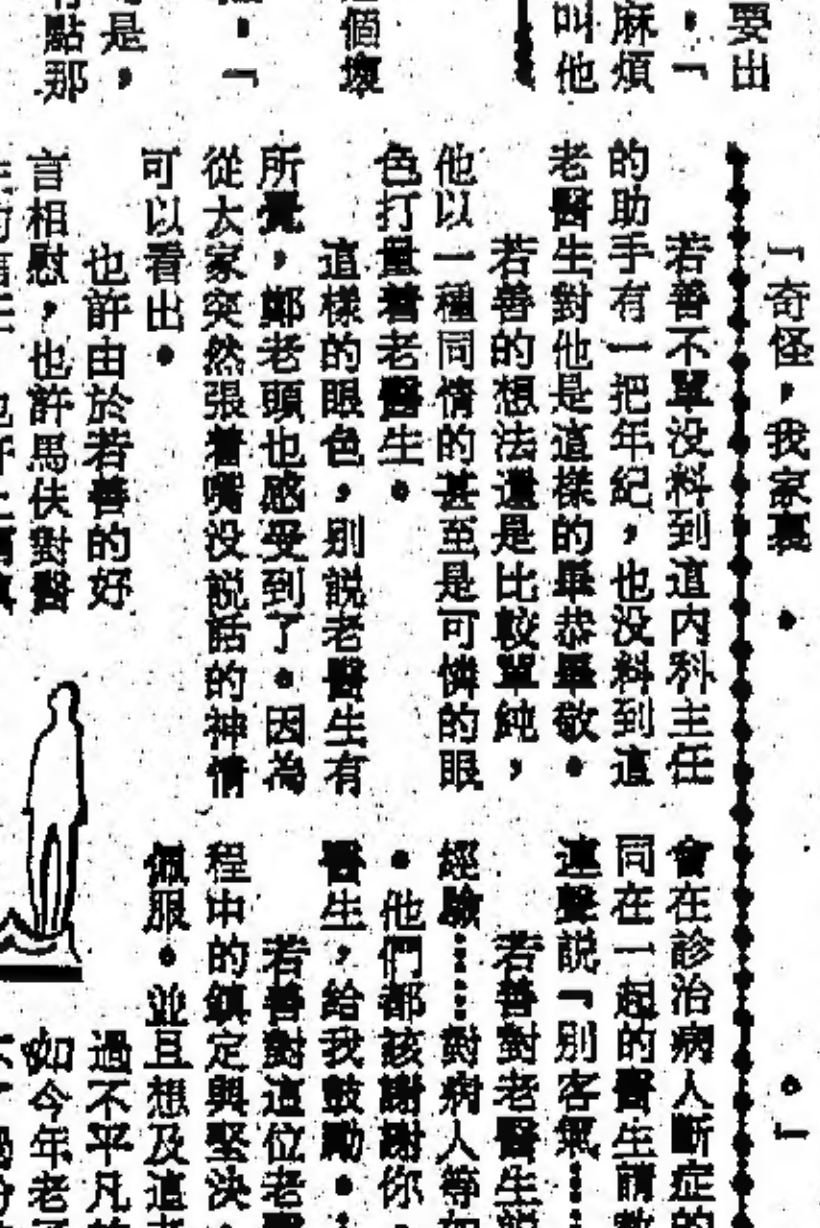 要出
，「
麻煩
叫他
個壞
。「
是，
點那
「奇怪，我家裏。
。」
若善不單没料到這内科主任
的助手有一把年紀，也没料到這
老醫生對他是這樣的畢恭畢敬。
若善的想法還是比較單純，
他以一種同情的甚至是可憐的眼
色打量着老醫生。
這樣的眼色，別説老醫生有
所覺，鄭老頭也感受到了。因為
從大家突然張着嘴没説話的神情
可以看出。
也許由於若善的好
言相慰，也許馬伕對醫
會在診治病人斷症的
同在一起的醫生請教
連聲説「別客氣……
若善對老醫生説
經驗……對病人等如
。他們都該謝謝你，
醫生，給我鼓勵。
若善對這位老醫
程中的鎮定與堅決，
佩服。並且想及這老
過不平凡
如今年老